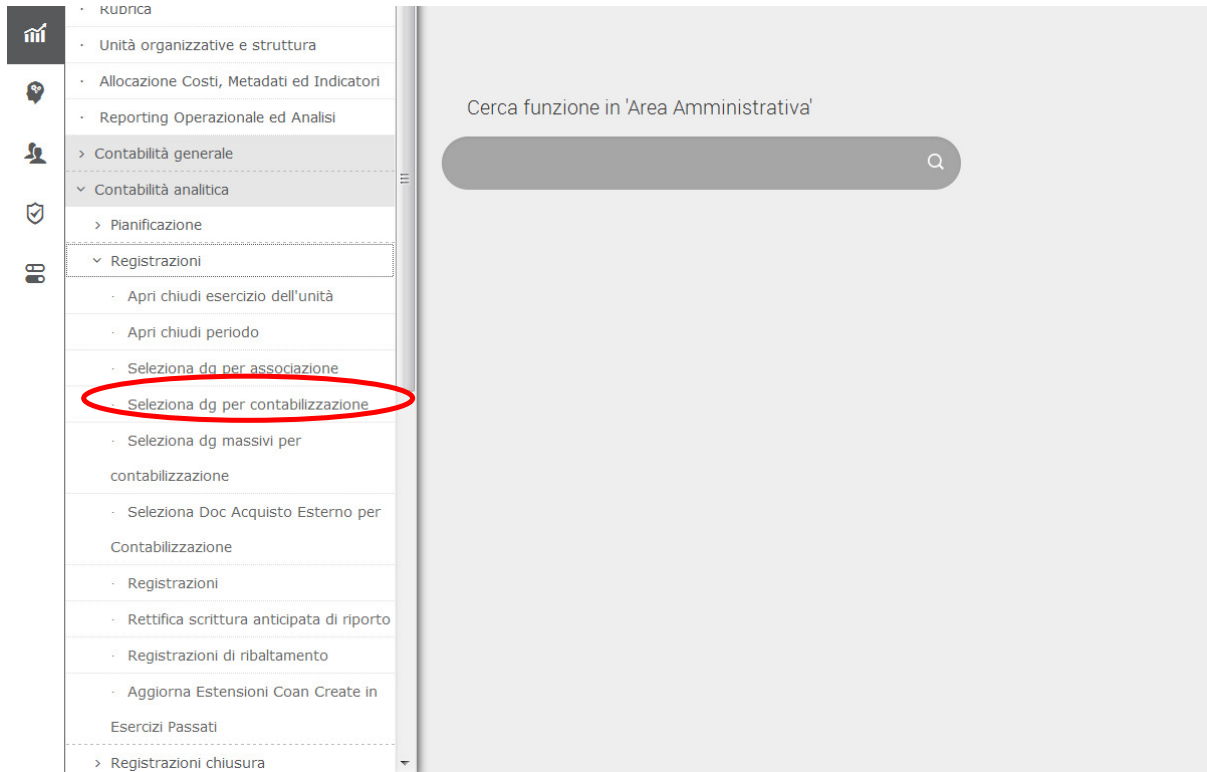 Rubrica
· Unità organizzative e struttura
· Allocazione Costi, Metadati ed Indicatori
· Reporting Operazionale ed Analisi
Contabilità generale
Contabilità analitica
Pianificazione
Registrazioni
· Apri chiudi esercizio dell'unità
· Apri chiudi periodo
· Seleziona dg per associazione
· Seleziona dg per contabilizzazione
· Seleziona dg massivi per
contabilizzazione
· Seleziona Doc Acquisto Esterno per
Contabilizzazione
· Registrazioni
· Rettifica scrittura anticipata di riporto
· Registrazioni di ribaltamento
· Aggiorna Estensioni Coan Create in
Esercizi Passati
Registrazioni chiusura
Cerca funzione in 'Area Amministrativa'